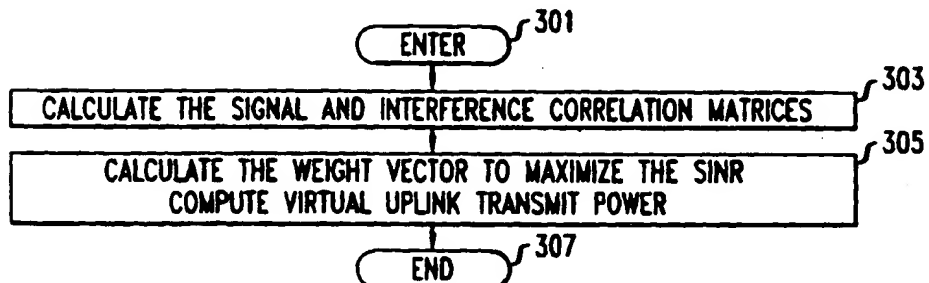 ENTER
301
CALCULATE THE SIGNAL AND INTERFERENCE CORRELATION MATRICES
303
CALCULATE THE WEIGHT VECTOR TO MAXIMIZE THE SINR
COMPUTE VIRTUAL UPLINK TRANSMIT POWER
305
END
307